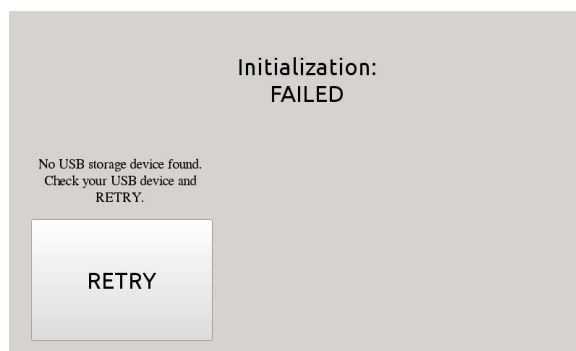 Initialization:
FAILED
No USB storage device found.
Check your USB device and
RETRY.
RETRY